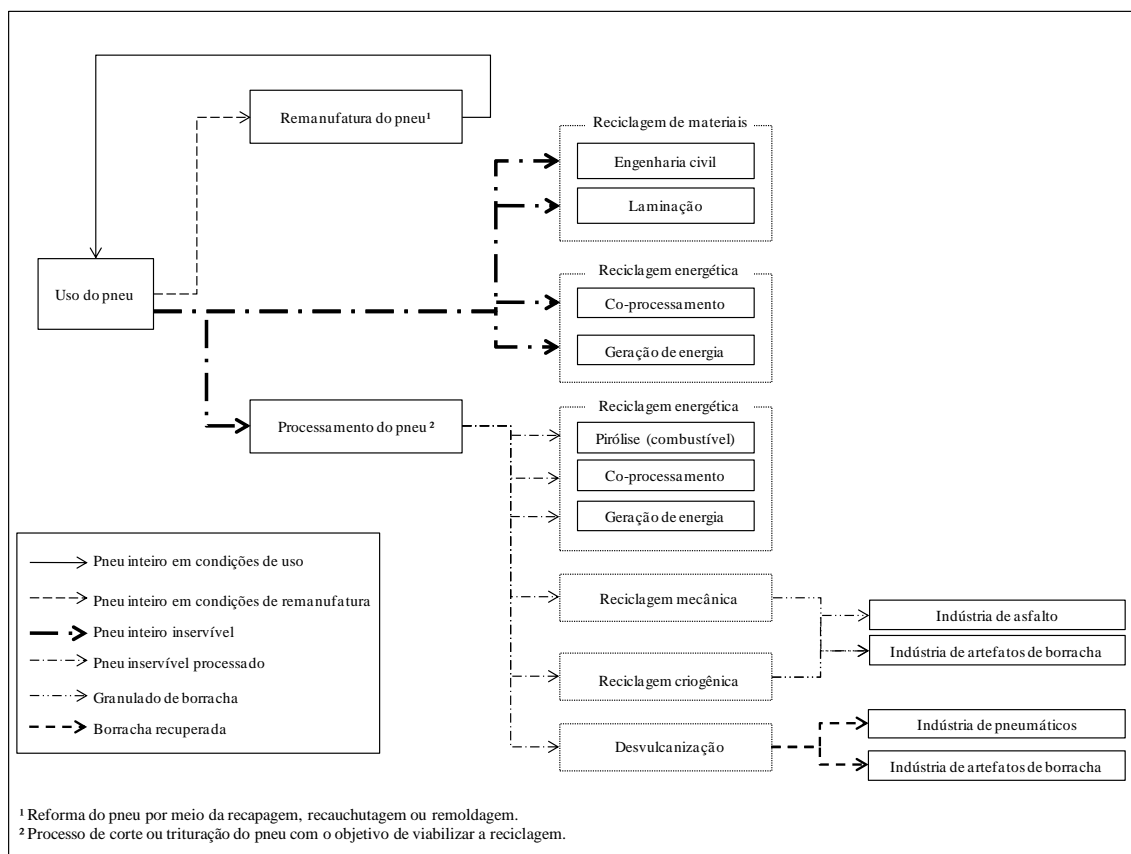 Remanufatura do pneu¹
Reciclagem de materiais
Engenharia civil
Laminação
Uso do pneu
Reciclagem energética
Co-processamento
Geração de energia
Processamento do pneu ²
Reciclagem energética
Pirólise (combustível)
Co-processamento
Geração de energia
Reciclagem mecânica
Indústria de asfalto
Indústria de artefatos de borracha
Reciclagem criogênica
Desvulcanização
Indústria de pneumáticos
Indústria de artefatos de borracha
Pneu inteiro em condições de uso
Pneu inteiro em condições de remanufatura
Pneu inteiro inservível
Pneu inservível processado
Granulado de borracha
Borracha recuperada
¹ Reforma do pneu por meio da recapagem, recauchutagem ou remoldagem.
² Processo de corte ou trituração do pneu com o objetivo de viabilizar a reciclagem.